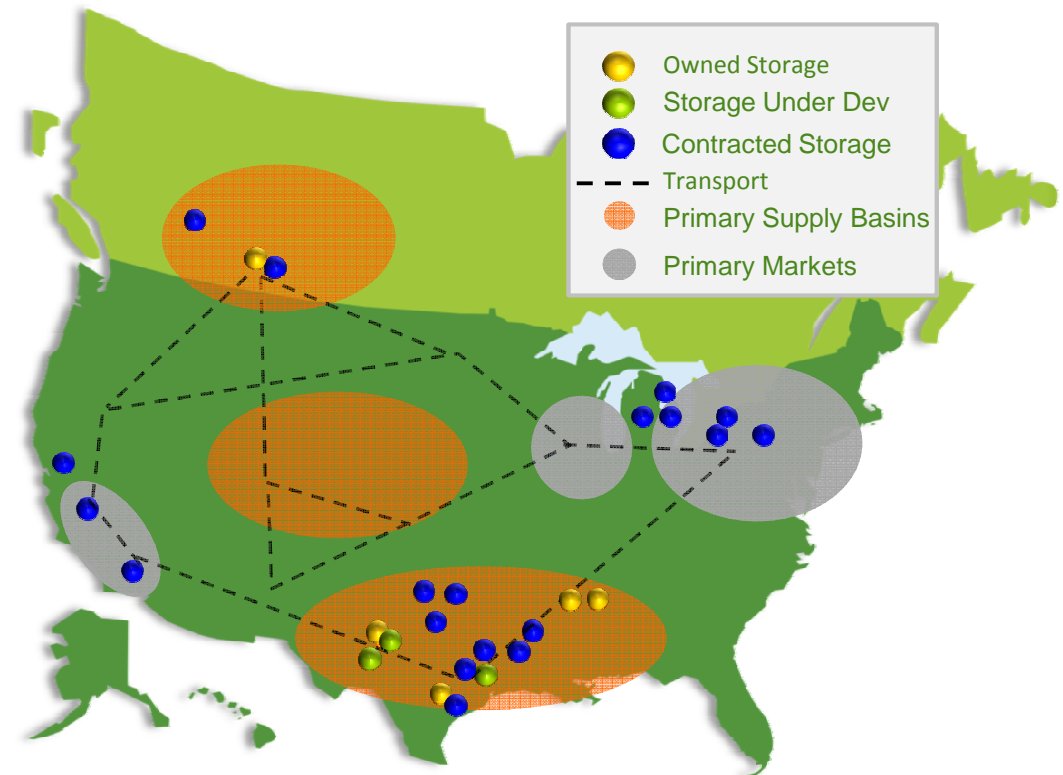 Owned Storage
Storage Under Dev
Contracted Storage
Transport
Primary Supply Basins
Primary Markets